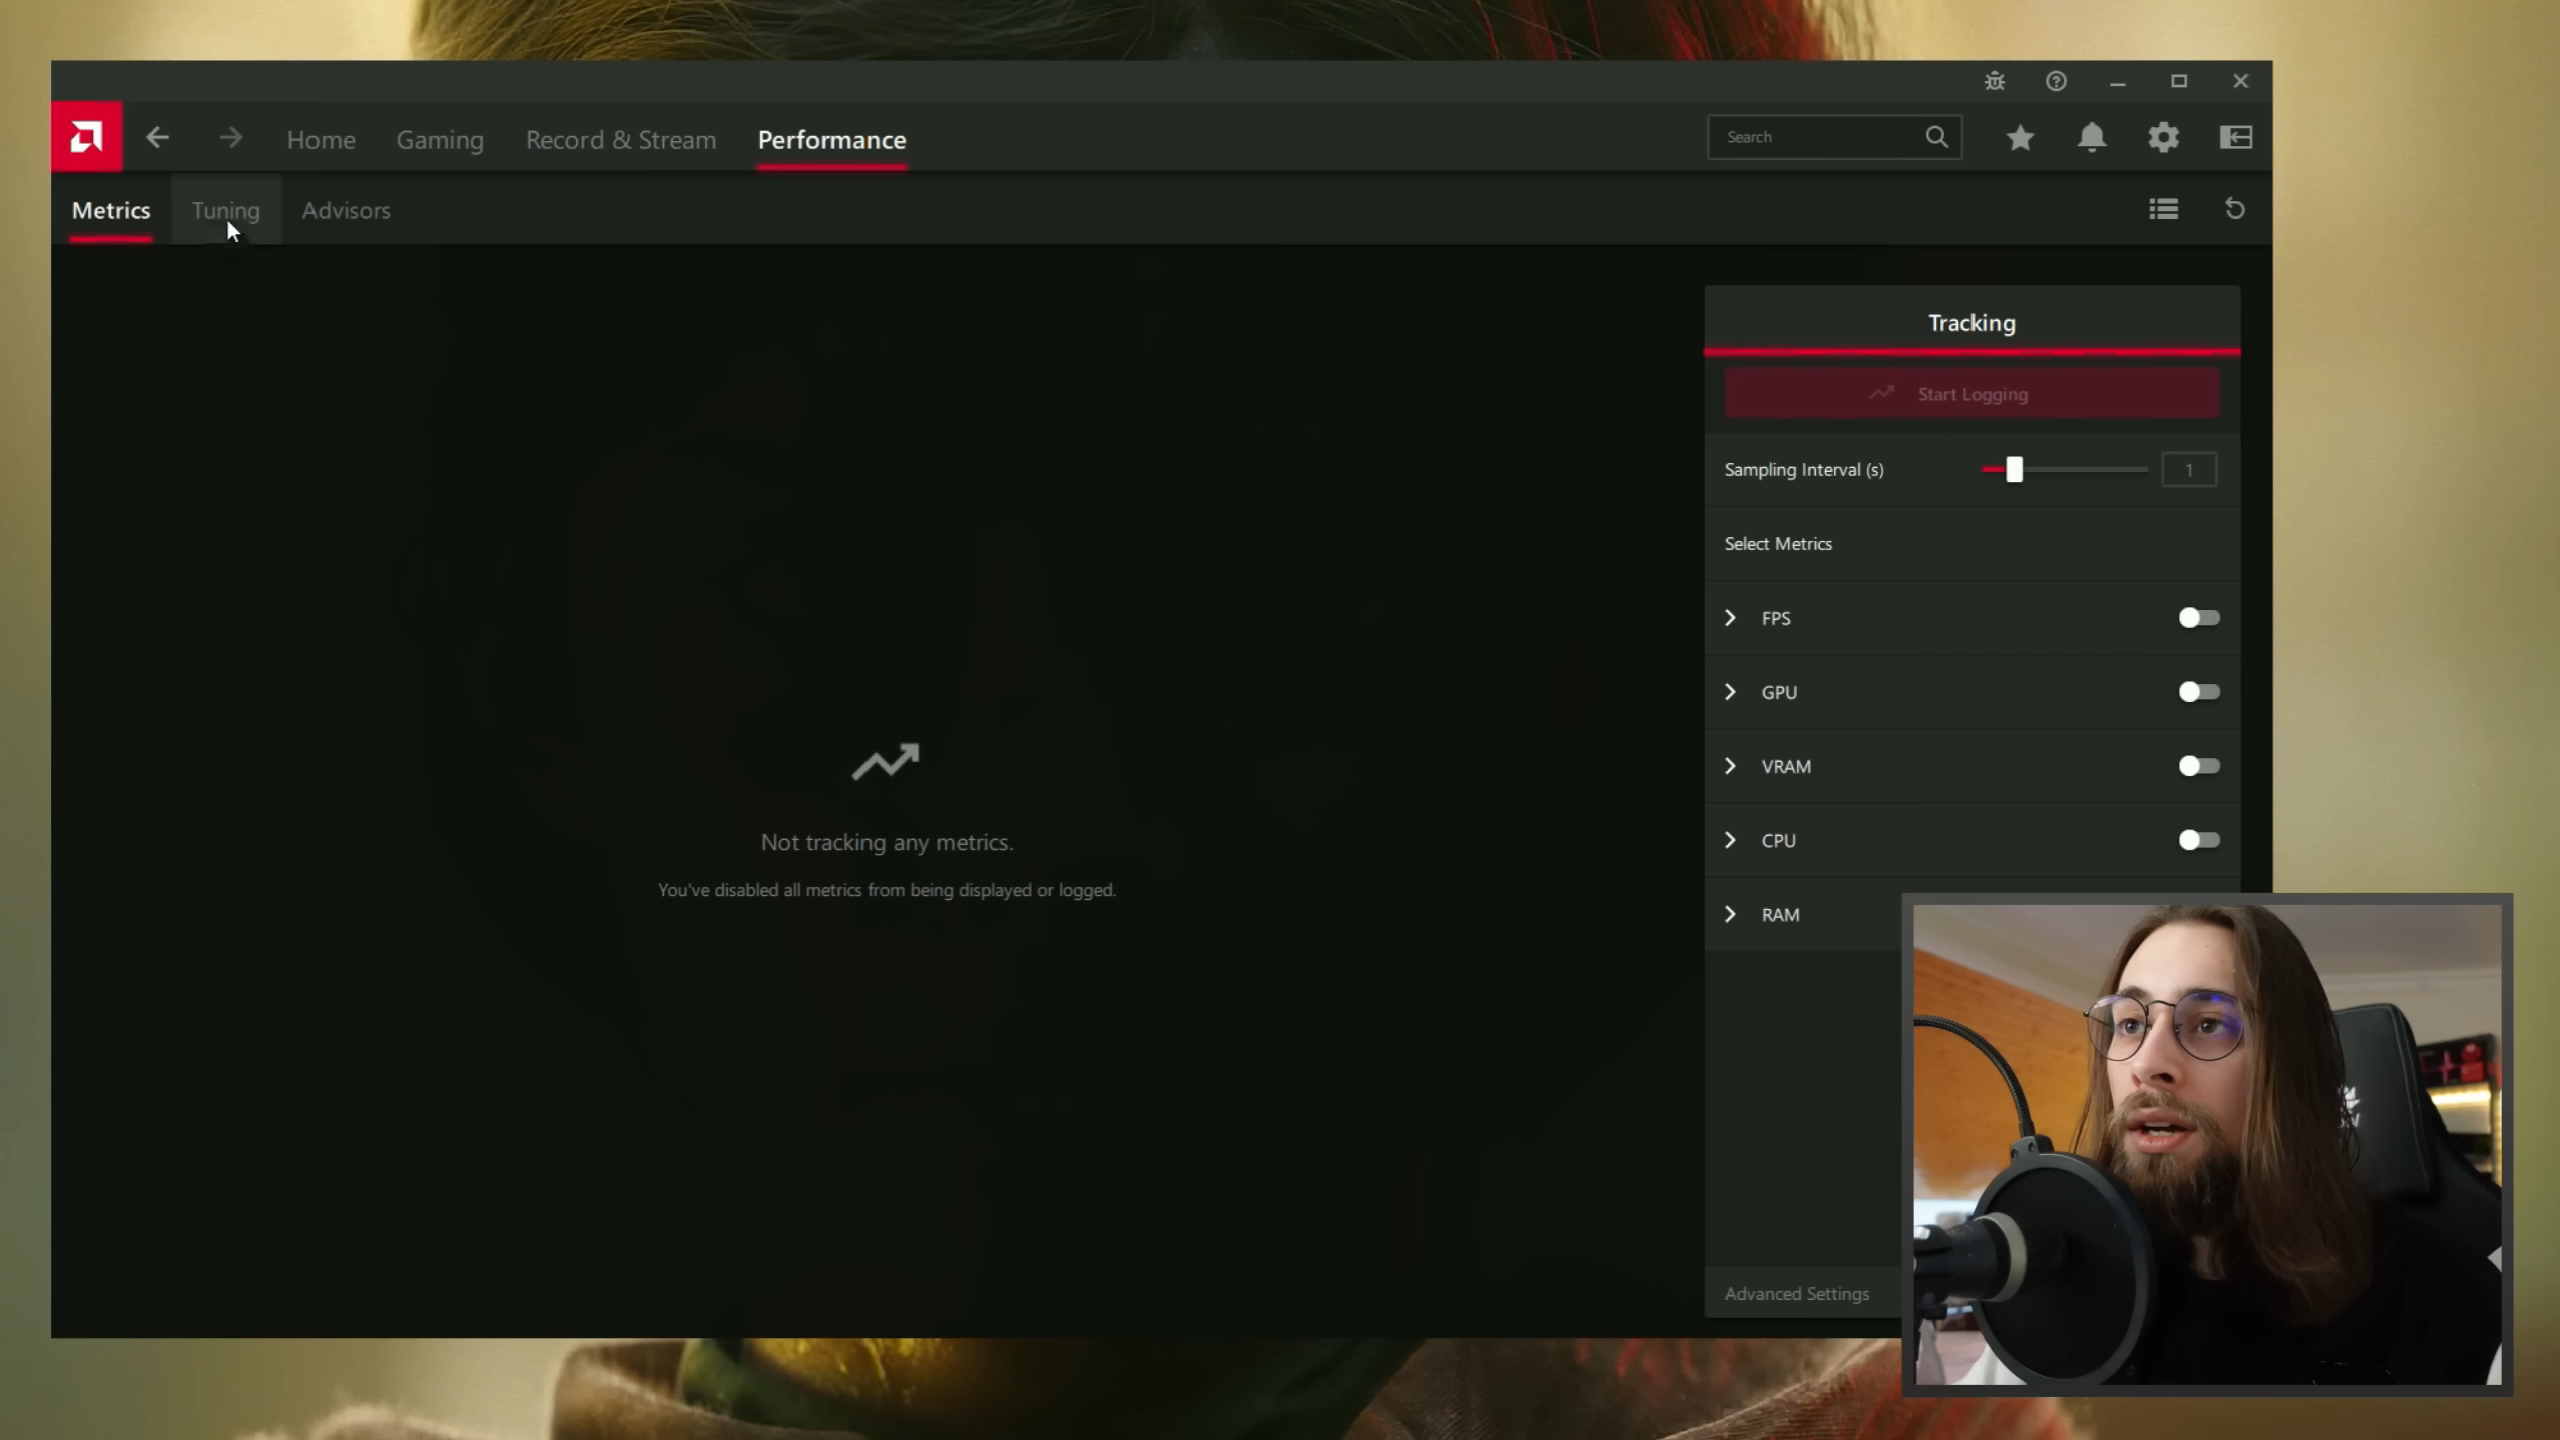 Home Gaming Record & Stream Performance
Search
Metrics Tuning Advisors
Tracking
Start Logging
Sampling Interval (s) 1
Select Metrics
FPS
GPU
VRAM
CPU
RAM
Not tracking any metrics.
You've disabled all metrics from being displayed or logged.
Advanced Settings